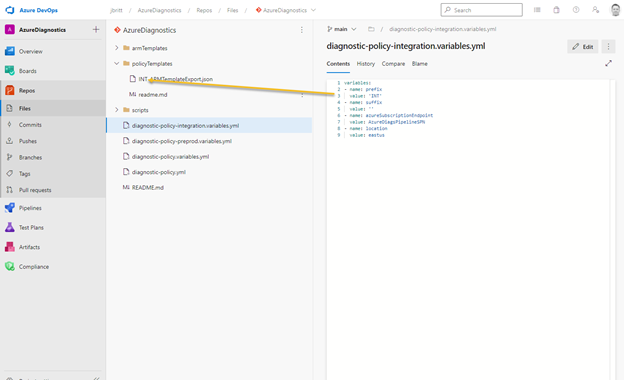 Azure DevOps
jbritt / AzureDiagnostics / Repos / Files / AzureDiagnostics
Search
A AzureDiagnostics
Overview
Boards
Repos
Files
Commits
Pushes
Branches
Tags
Pull requests
Pipelines
Test Plans
Artifacts
Compliance
AzureDiagnostics
armTemplates
policyTemplates
INT-ARMTemplateExport.json
readme.md
scripts
diagnostic-policy-integration.variables.yml
diagnostic-policy-preprod.variables.yml
diagnostic-policy.variables.yml
diagnostic-policy.yml
README.md
main
/ diagnostic-policy-integration.variables.yml
diagnostic-policy-integration.variables.yml
Edit
Contents History Compare Blame
1 variables:
2 - name: prefix
3 value: 'INT'
4 - name: suffix
5 value: ''
6 - name: azureSubscriptionEndpoint
7 value: AzureDiagsPipelineSPN
8 - name: location
9 value: eastus